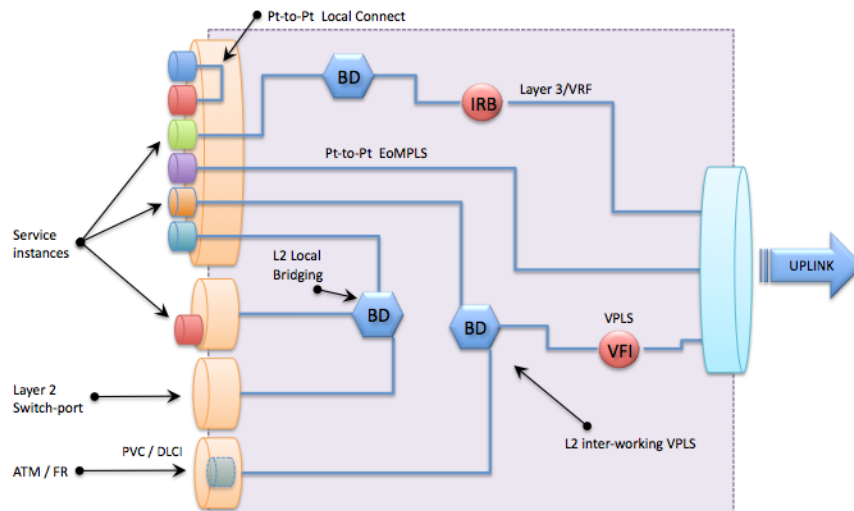 Pt-to-Pt Local Connect
BD
IRB
Layer 3/VRF
Pt-to-Pt EoMPLS
Service
instances
L2 Local
Bridging
UPLINK
BD
BD
VPLS
VFI
Layer 2
Switch-port
L2 inter-working VPLS
PVC / DLCI
ATM / FR